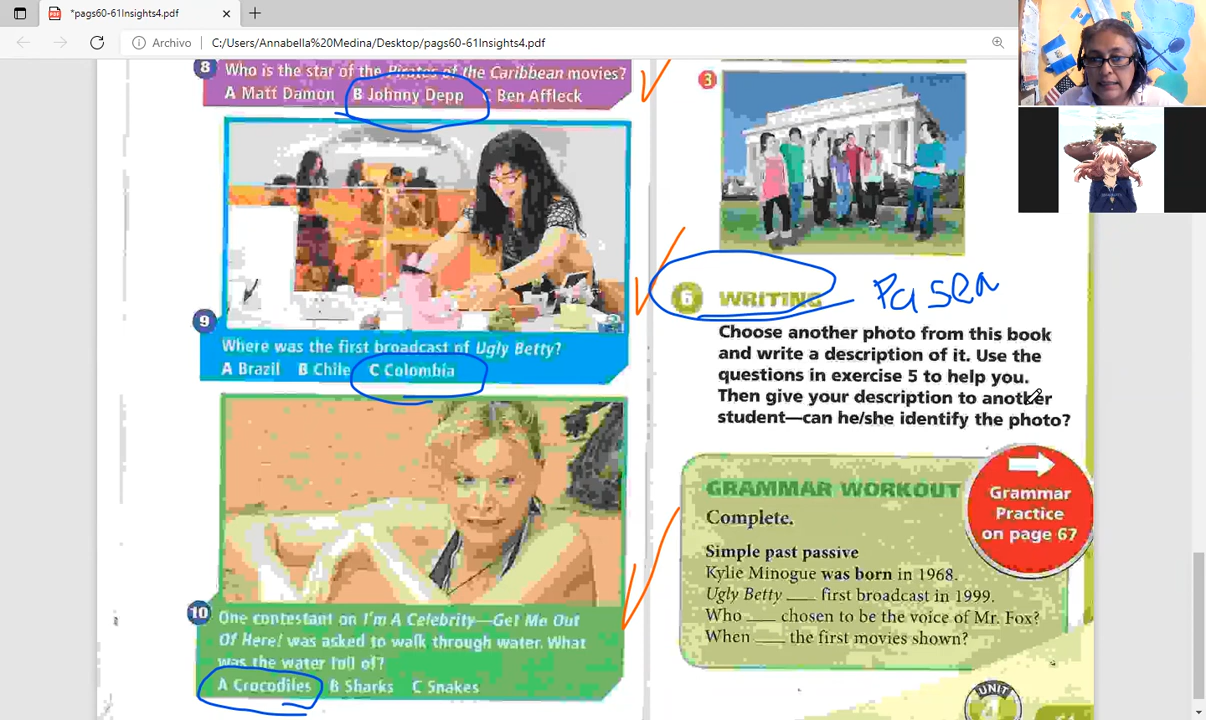 *pags60-61Insights4.pdf
Archivo
C:/Users/Annabella%20Medina/Desktop/pags60-61Insights4.pdf
8
Who is the star of the Pirates of the Caribbean movies?
A Matt Damon B Johnny Depp C Ben Affleck
9
Where was the first broadcast of Ugly Betty?
A Brazil B Chile C Colombia
10
One contestant on I'm A Celebrity—Get Me Out
Of Here! was asked to walk through water. What
was the water full of?
A Crocodiles B Sharks C Snakes
3
6 WRITING Pasea
Choose another photo from this book
and write a description of it. Use the
questions in exercise 5 to help you.
Then give your description to another
student—can he/she identify the photo?
GRAMMAR WORKOUT
Complete.
Simple past passive
Kylie Minogue was born in 1968.
Ugly Betty ____ first broadcast in 1999.
Who ____ chosen to be the voice of Mr. Fox?
When ____ the first movies shown?
Grammar
Practice
on page 67
UNIT
4